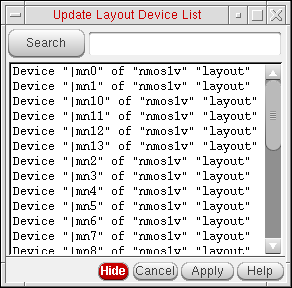 Update Layout Device List
Search
Device "|mn0" of "nmos1v" "layout"
Device "|mn1" of "nmos1v" "layout"
Device "|mn10" of "nmos1v" "layout"
Device "|mn11" of "nmos1v" "layout"
Device "|mn12" of "nmos1v" "layout"
Device "|mn13" of "nmos1v" "layout"
Device "|mn2" of "nmos1v" "layout"
Device "|mn3" of "nmos1v" "layout"
Device "|mn4" of "nmos1v" "layout"
Device "|mn5" of "nmos1v" "layout"
Device "|mn6" of "nmos1v" "layout"
Device "|mn7" of "nmos1v" "layout"
Device "|mn8" of "nmos1v" "layout"
Hide Cancel Apply Help